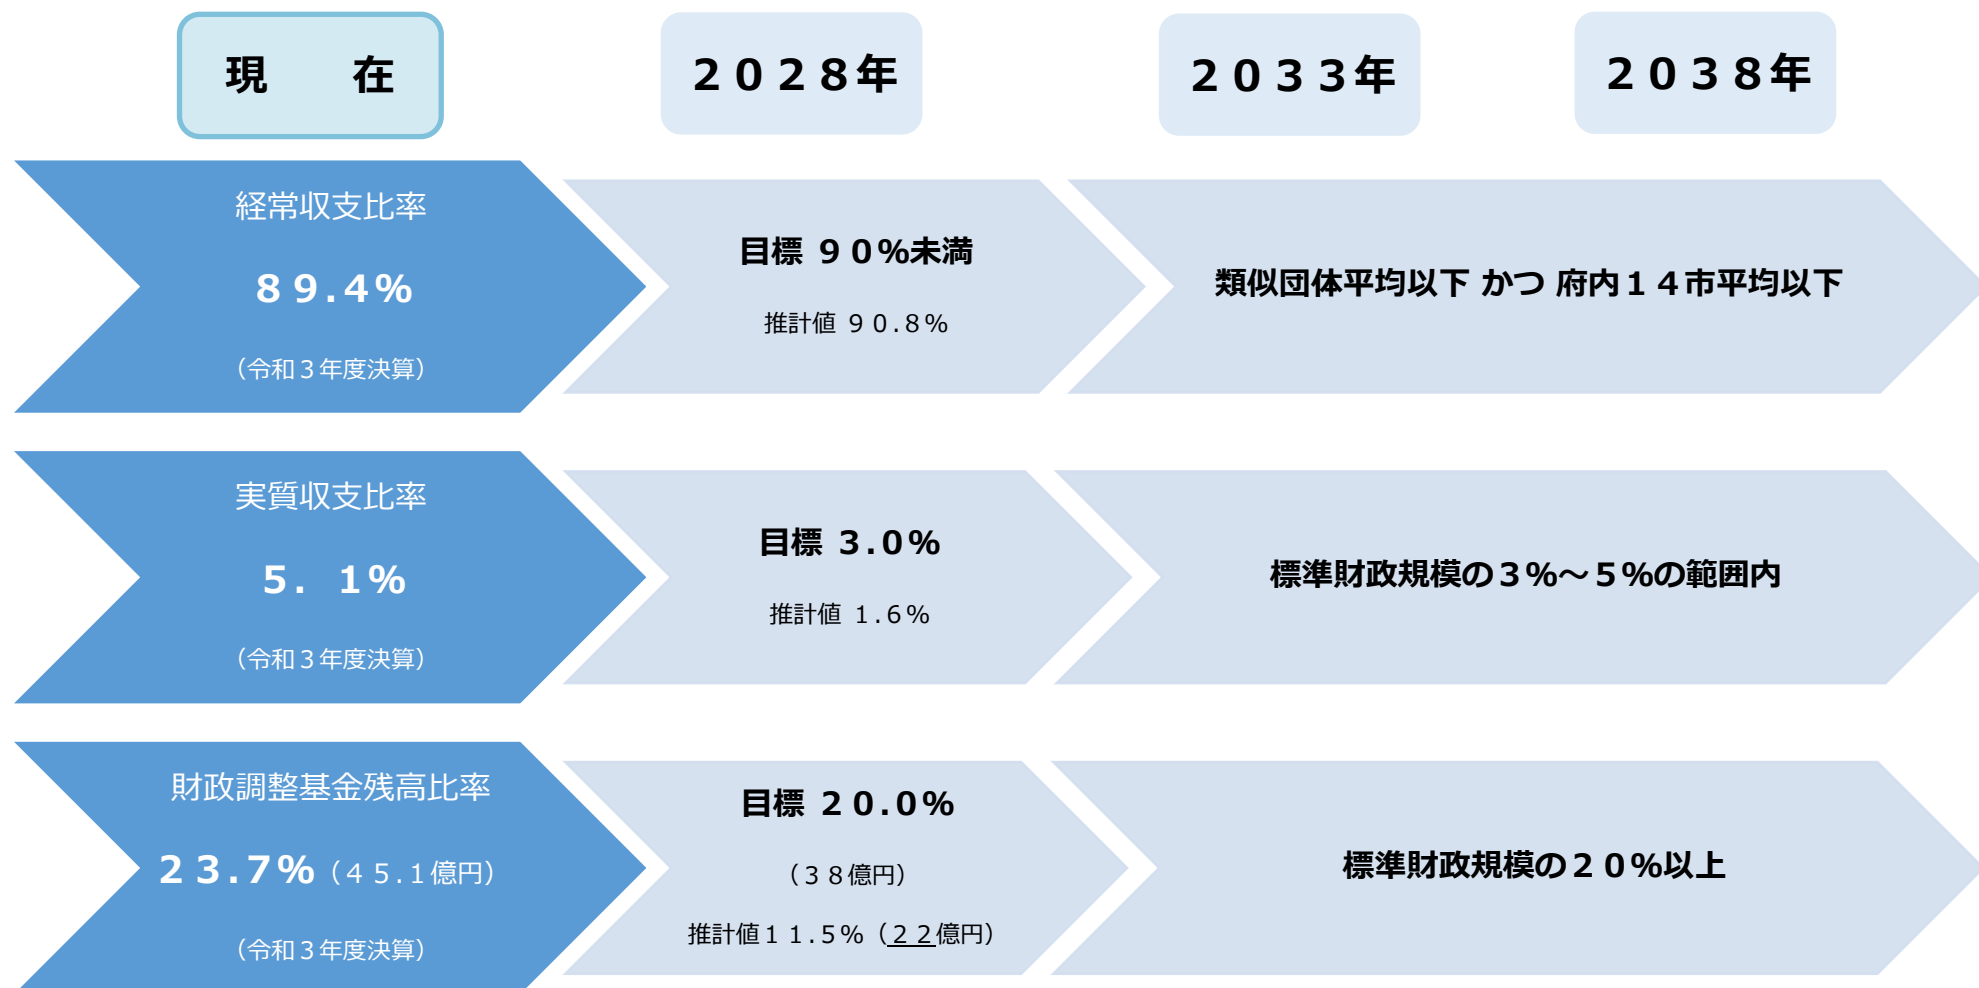 現　　在
２０２８年
２０３３年
２０３８年
経常収支比率
８９.４％
（令和３年度決算）
目標 ９０％未満
推計値 ９０.８％
類似団体平均以下 かつ 府内１４市平均以下
実質収支比率
５．１％
（令和３年度決算）
目標 ３.０％
推計値 １.６％
標準財政規模の３％～５％の範囲内
財政調整基金残高比率
２３.７％（４５.１億円）
（令和３年度決算）
目標 ２０.０％
（３８億円）
推計値１１.５％（２２億円）
標準財政規模の２０％以上